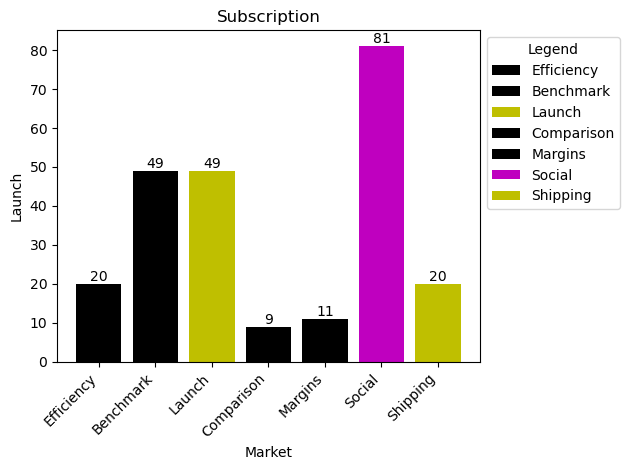 Subscription
Launch
80
70
60
50
40
30
20
10
0
20
49
49
9
11
81
20
Efficiency
Benchmark
Launch
Comparison
Margins
Social
Shipping
Market
Legend
Efficiency
Benchmark
Launch
Comparison
Margins
Social
Shipping